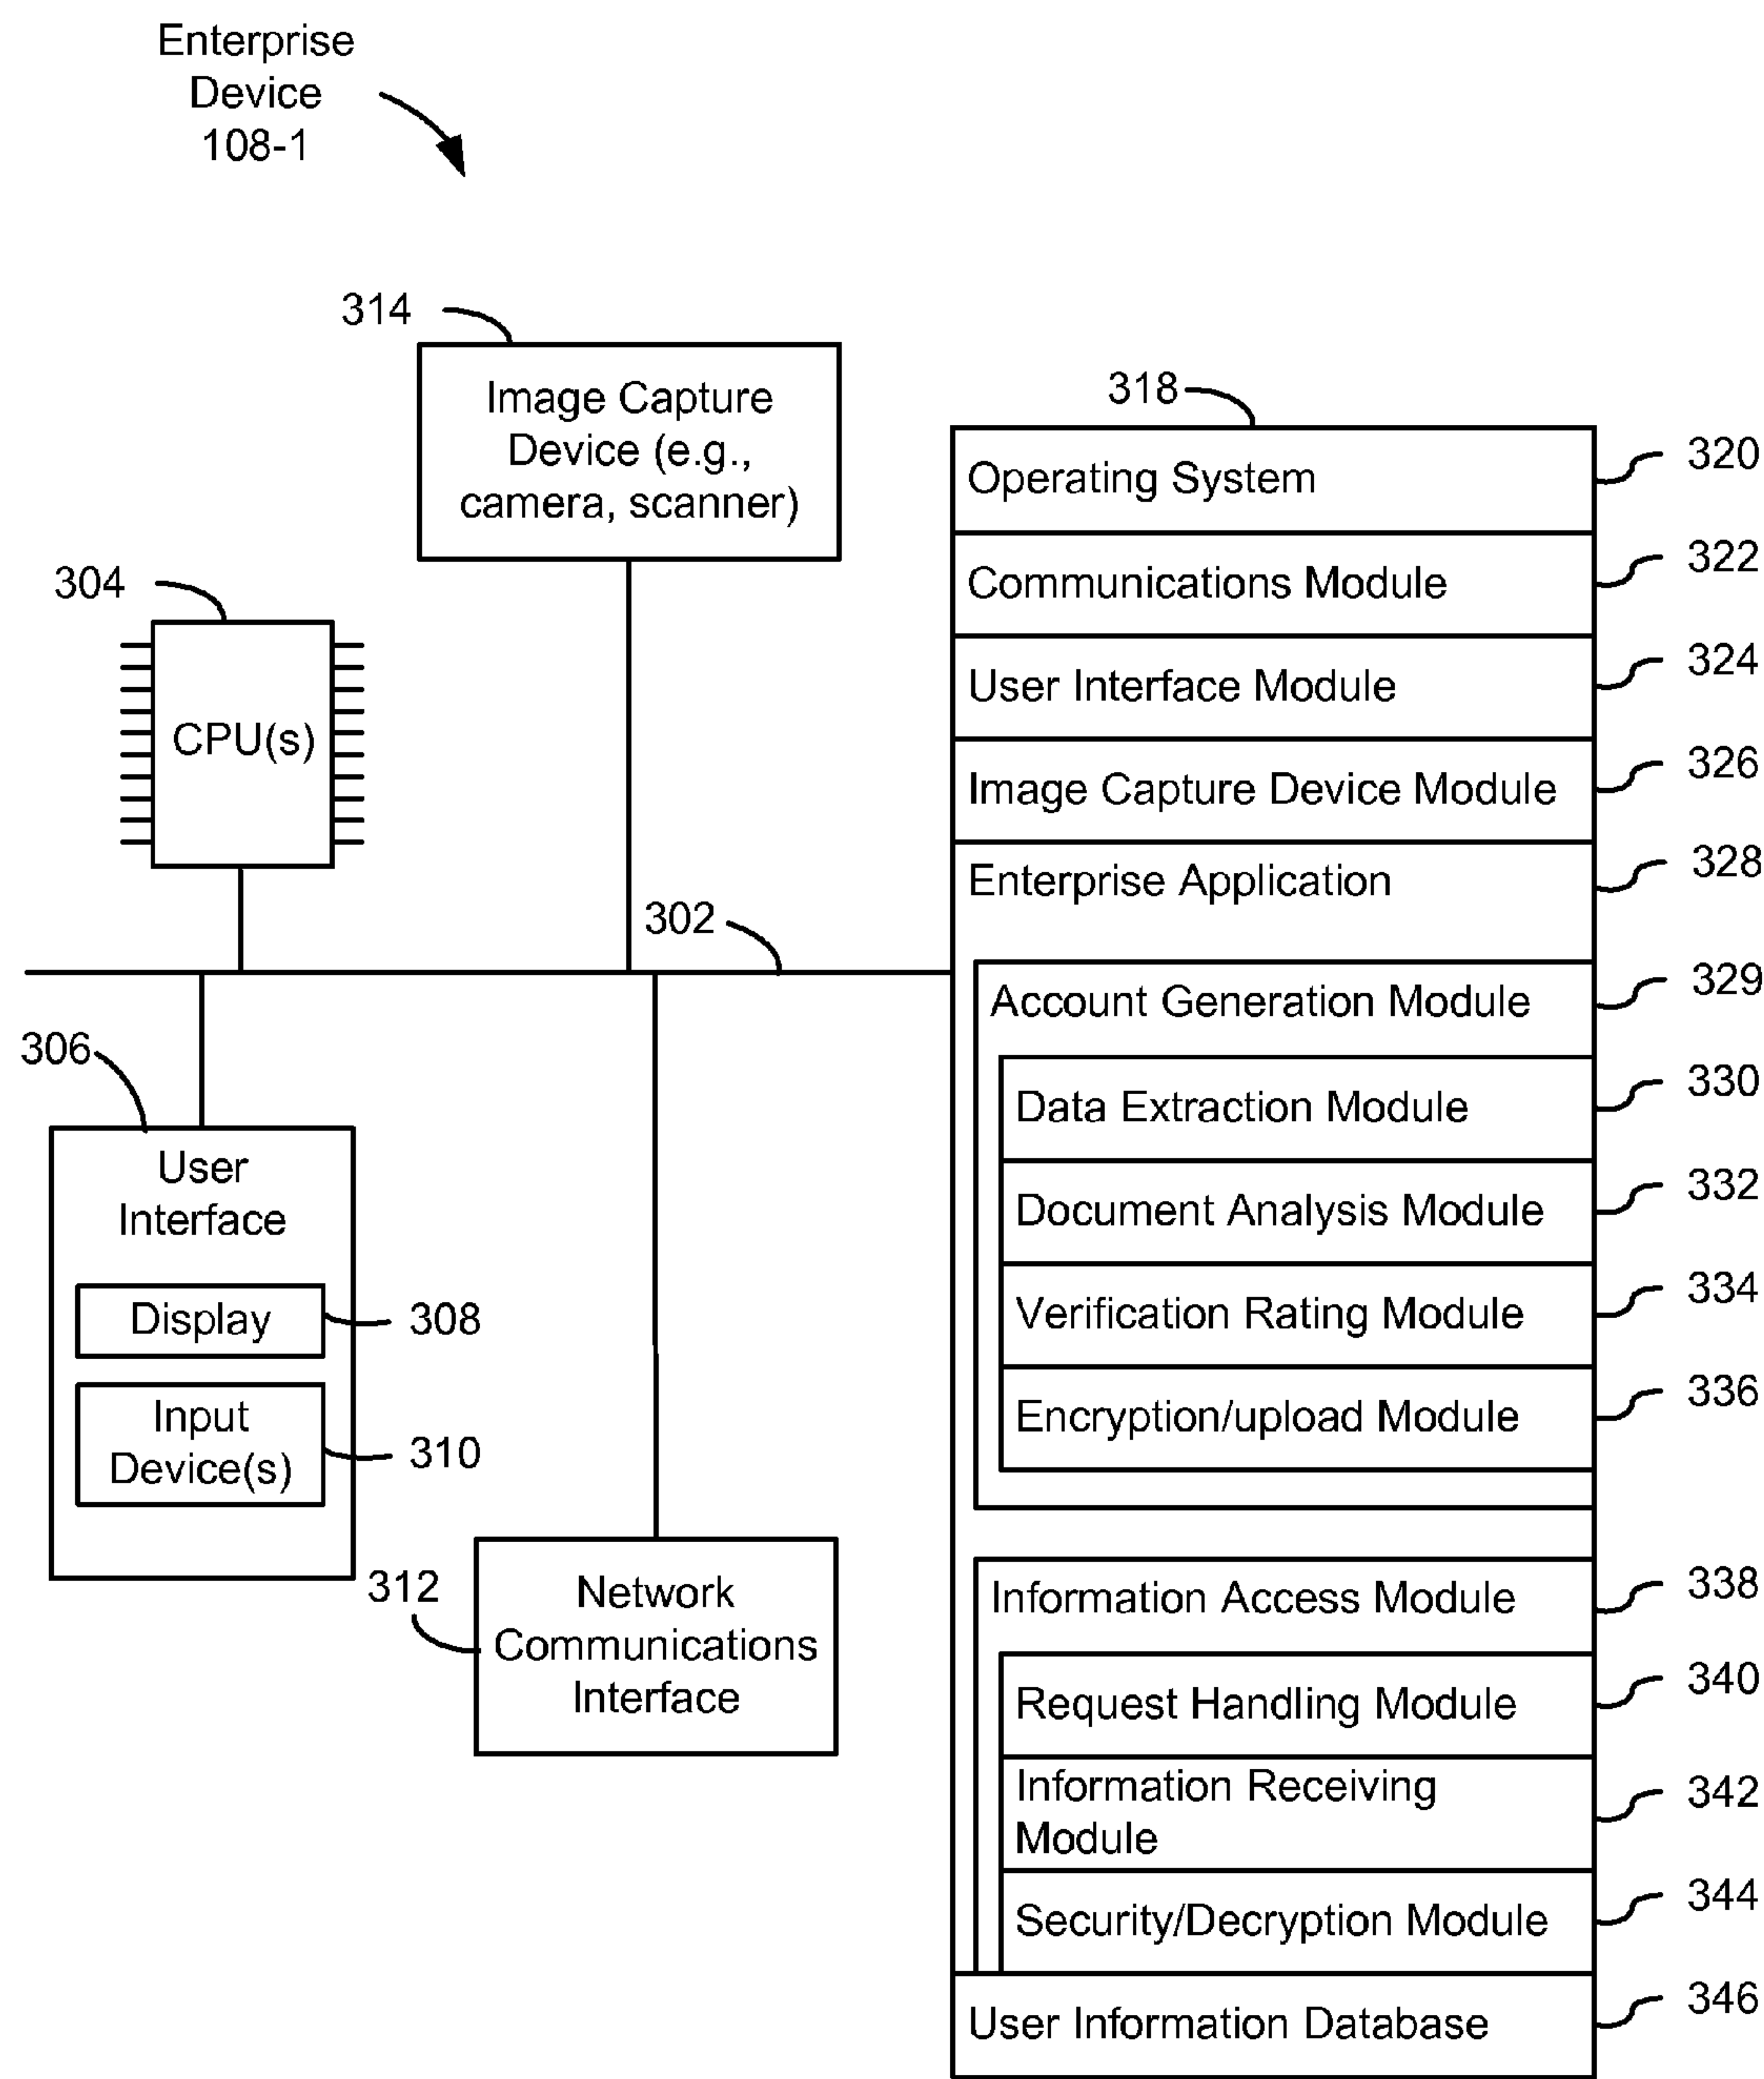 Enterprise
Device
108-1
314
Image Capture
Device (e.g.,
camera, scanner)
304
CPU(s)
302
306
User
Interface
Display
308
Input
Device(s)
310
312
Network
Communications
Interface
318
Operating System
320
Communications Module
322
User Interface Module
324
Image Capture Device Module
326
Enterprise Application
328
Account Generation Module
329
Data Extraction Module
330
Document Analysis Module
332
Verification Rating Module
334
Encryption/upload Module
336
Information Access Module
338
Request Handling Module
340
Information Receiving
Module
342
Security/Decryption Module
344
User Information Database
346